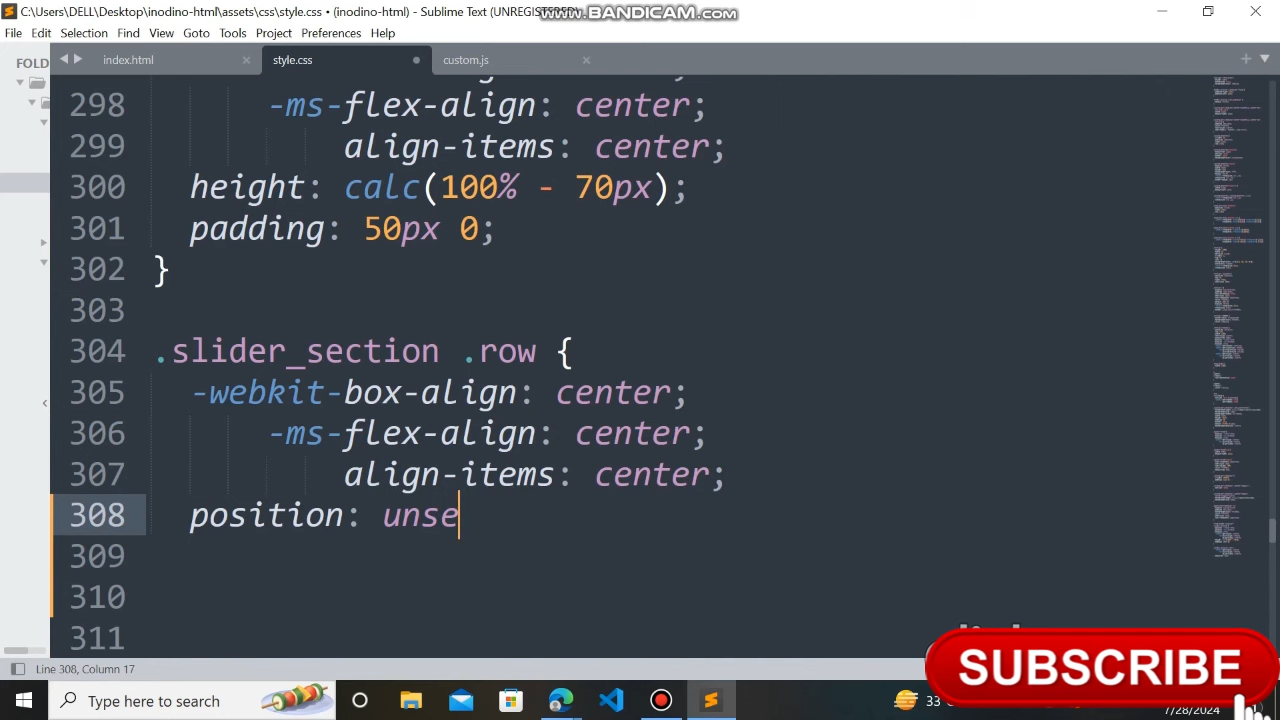 C:\Users\DELL\Desktop\inodino-html\assets\css\style.css • (inodino-html) - Sublime Text (UNREGISTERED)
www.BANDICAM.com
File Edit Selection Find View Goto Tools Project Preferences Help
FOLD
index.html
style.css
custom.js
298 -ms-flex-align: center;
299 align-items: center;
300 height: calc(100% - 70px);
301 padding: 50px 0;
302 }
303
304 .slider_section .row {
305 -webkit-box-align: center;
306 -ms-flex-align: center;
307 align-items: center;
308 position: unse
309
310
311
Line 308, Column 17
SUBSCRIBE
Type here to search
33
7/28/2024